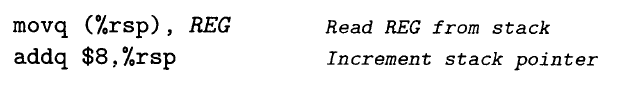 movq (%rsp), REG Read REG from stack
addq $8,%rsp Increment stack pointer